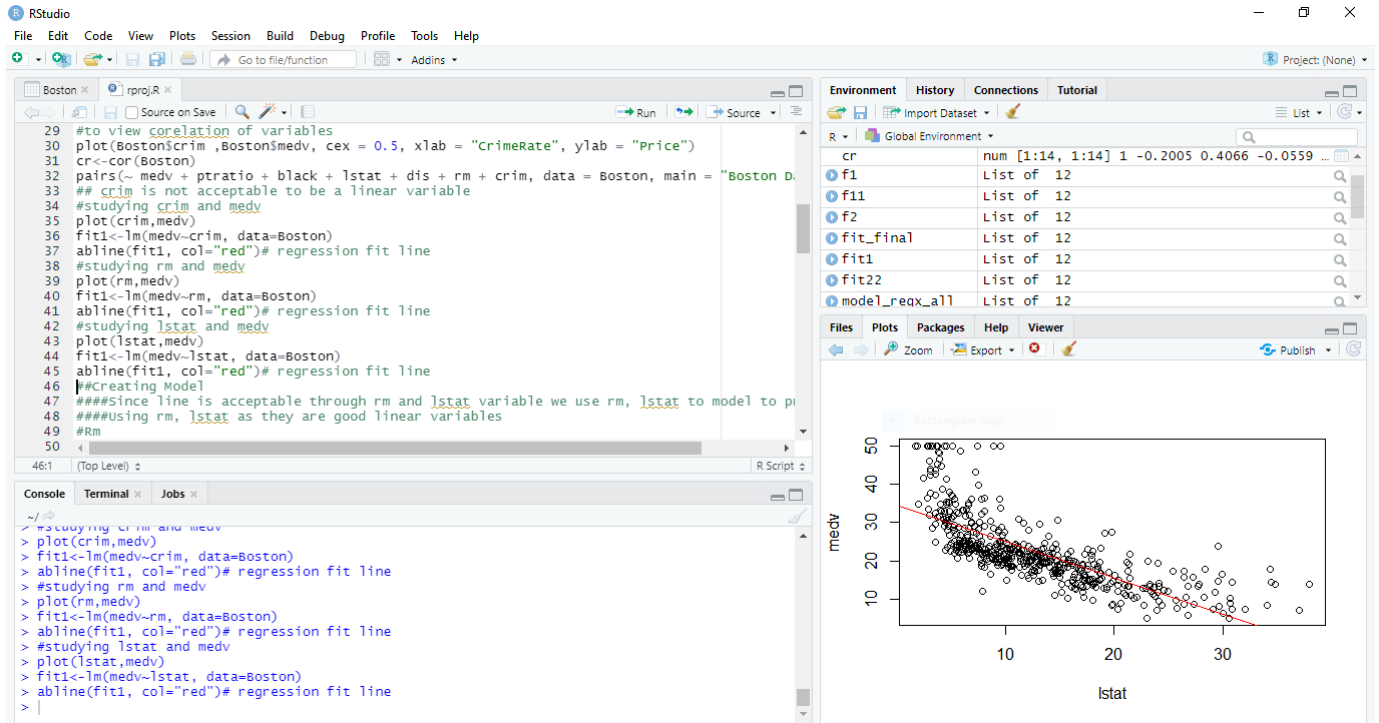 RStudio
File Edit Code View Plots Session Build Debug Profile Tools Help
Go to file/function Addins Project: (None)
Boston rproj.R
Source on Save Run Source
29 #to view corelation of variables
30 plot(Boston$crim ,Boston$medv, cex = 0.5, xlab = "CrimeRate", ylab = "Price")
31 cr<-cor(Boston)
32 pairs(~ medv + ptratio + black + lstat + dis + rm + crim, data = Boston, main = "Boston Da
33 ## crim is not acceptable to be a linear variable
34 #studying crim and medv
35 plot(crim,medv)
36 fit1<-lm(medv~crim, data=Boston)
37 abline(fit1, col="red")# regression fit line
38 #studying rm and medv
39 plot(rm,medv)
40 fit1<-lm(medv~rm, data=Boston)
41 abline(fit1, col="red")# regression fit line
42 #studying lstat and medv
43 plot(lstat,medv)
44 fit1<-lm(medv~lstat, data=Boston)
45 abline(fit1, col="red")# regression fit line
46 ##Creating Model
47 ####Since line is acceptable through rm and lstat variable we use rm, lstat to model to
48 ####Using rm, lstat as they are good linear variables
49 #Rm
50
46:1 (Top Level) R Script
Console Terminal Jobs
~/
> #studying crim and medv
> plot(crim,medv)
> fit1<-lm(medv~crim, data=Boston)
> abline(fit1, col="red")# regression fit line
> #studying rm and medv
> plot(rm,medv)
> fit1<-lm(medv~rm, data=Boston)
> abline(fit1, col="red")# regression fit line
> #studying lstat and medv
> plot(lstat,medv)
> fit1<-lm(medv~lstat, data=Boston)
> abline(fit1, col="red")# regression fit line
>
Environment History Connections Tutorial
Import Dataset List
R Global Environment
cr num [1:14, 1:14] 1 -0.2005 0.4066 -0.0559 …
f1 List of 12
f11 List of 12
f2 List of 12
fit_final List of 12
fit1 List of 12
fit22 List of 12
model_regx_all List of 12
Files Plots Packages Help Viewer
Zoom Export Publish
Rectangular Snip
50
40
30
20
10
medv
10 20 30
lstat